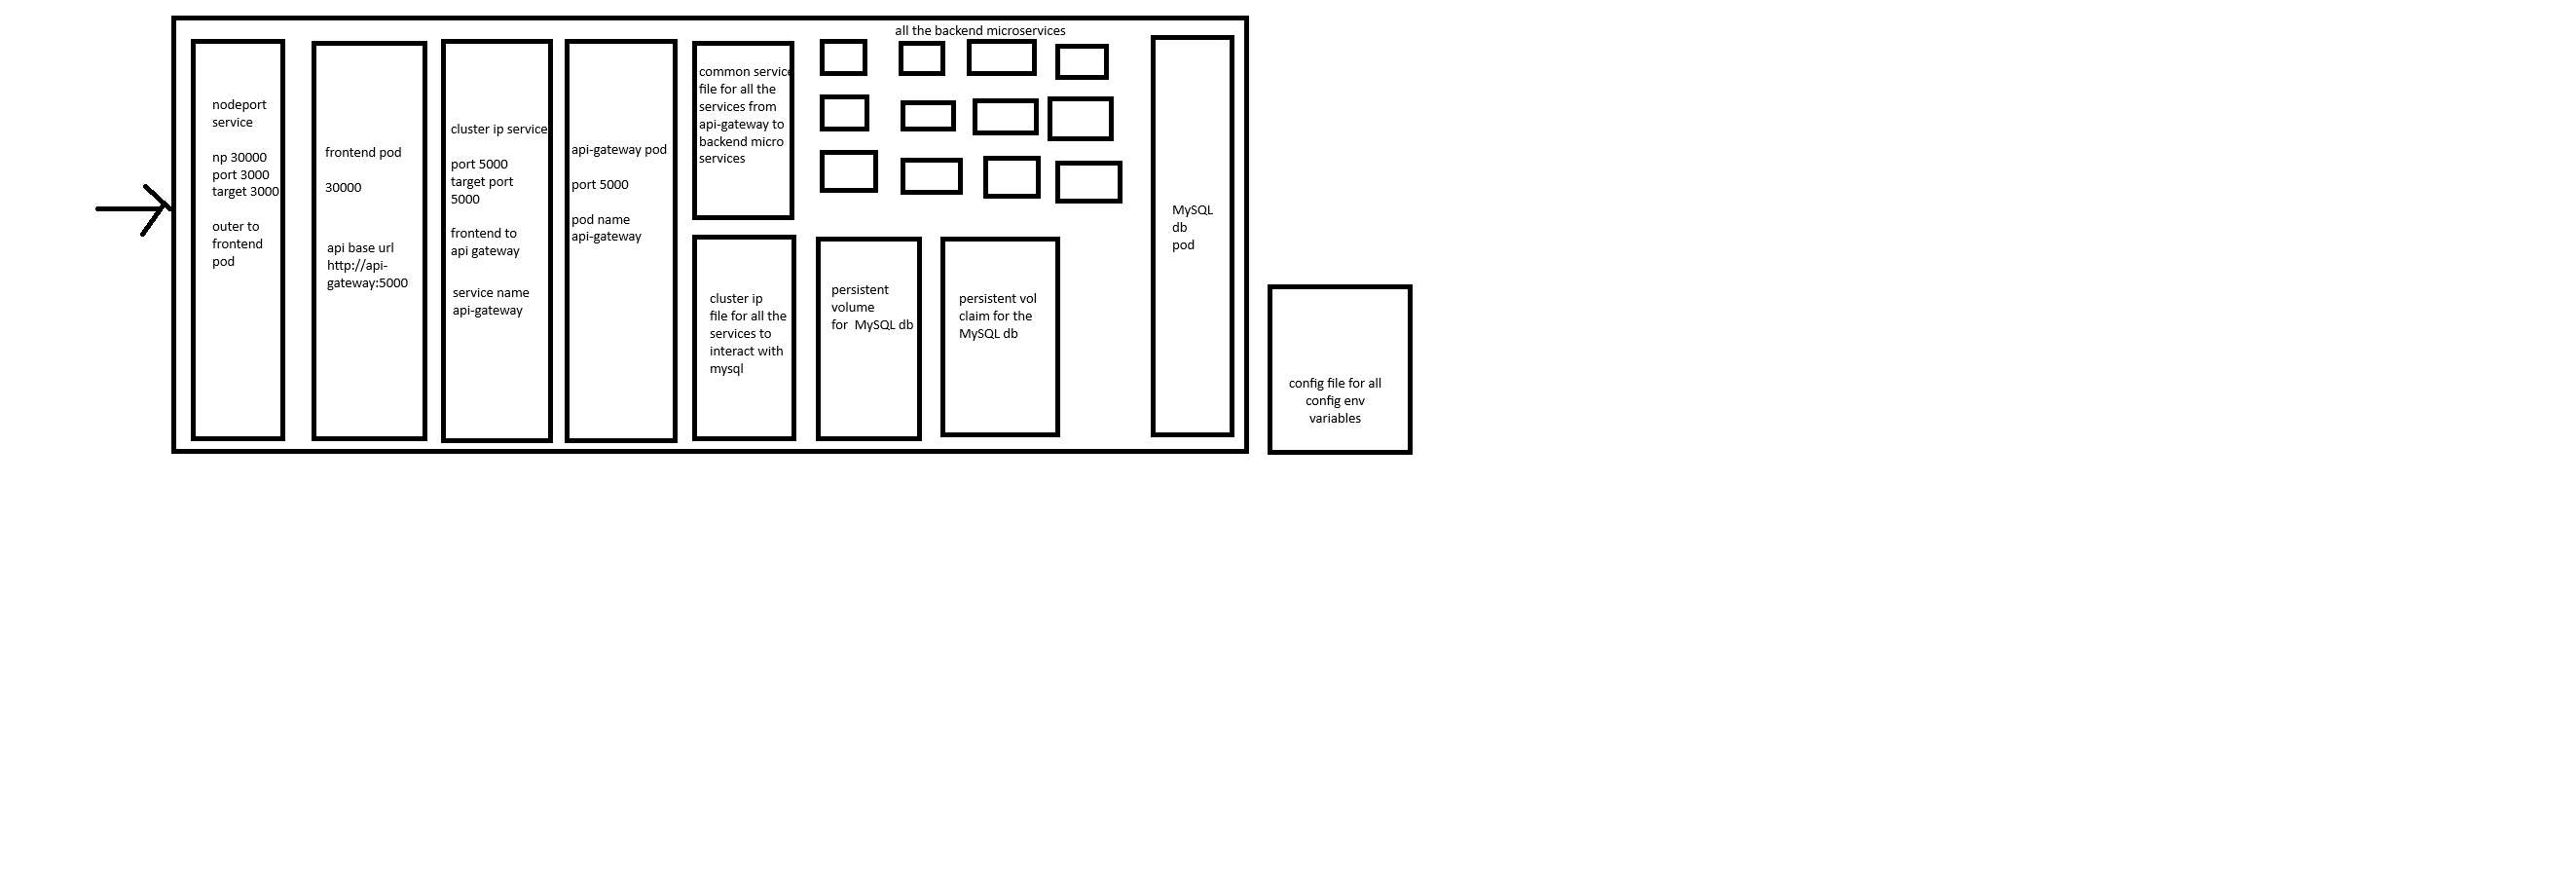 all the backend microservices
nodeport
service
np 30000
port 3000
target 3000
outer to
frontend
pod
frontend pod
30000
api base url
http://api-
gateway:5000
cluster ip service
port 5000
target port
5000
frontend to
api gateway
service name
api-gateway
api-gateway pod
port 5000
pod name
api-gateway
common service
file for all the
services from
api-gateway to
backend micro
services
cluster ip
file for all the
services to
interact with
mysql
persistent
volume
for  MySQL db
persistent vol
claim for the
MySQL db
MySQL
db
pod
config file for all
config env
variables